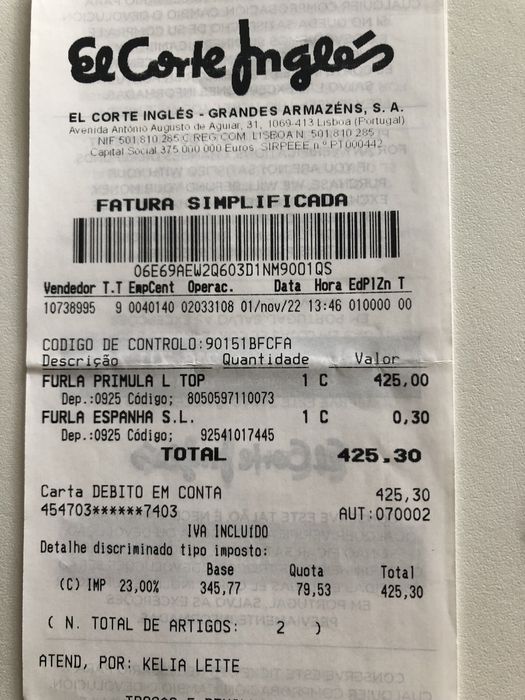 El Corte Inglés
EL CORTE INGLÉS - GRANDES ARMAZÉNS, S. A.
Avenida António Augusto de Aguiar, 31, 1069-413 Lisboa (Portugal)
NIF 501 810 285 C.REG.COM. LISBOA N. 501 810 285
Capital Social 375 000 000 Euros. SIRPEEE n.º PT000442
FATURA SIMPLIFICADA
06E69AEW2Q603D1NM9001QS
Vendedor T.T EmpCent Operac. Data Hora EdPlZn T
10738995 9 0040140 02033108 01/nov/22 13:46 010000 00
CODIGO DE CONTROLO:90151BFCFA
Descrição Quantidade Valor
FURLA PRIMULA L TOP 1 C 425,00
Dep.:0925 Código; 8050597110073
FURLA ESPANHA S.L. 1 C 0,30
Dep.:0925 Código; 92541017445
TOTAL 425.30
Carta DEBITO EM CONTA 425,30
454703******7403 AUT:070002
IVA INCLUíDO
Detalhe discriminado tipo imposto:
Base Quota Total
(C) IMP 23,00% 345,77 79,53 425,30
( N. TOTAL DE ARTIGOS: 2 )
ATEND, POR: KELIA LEITE